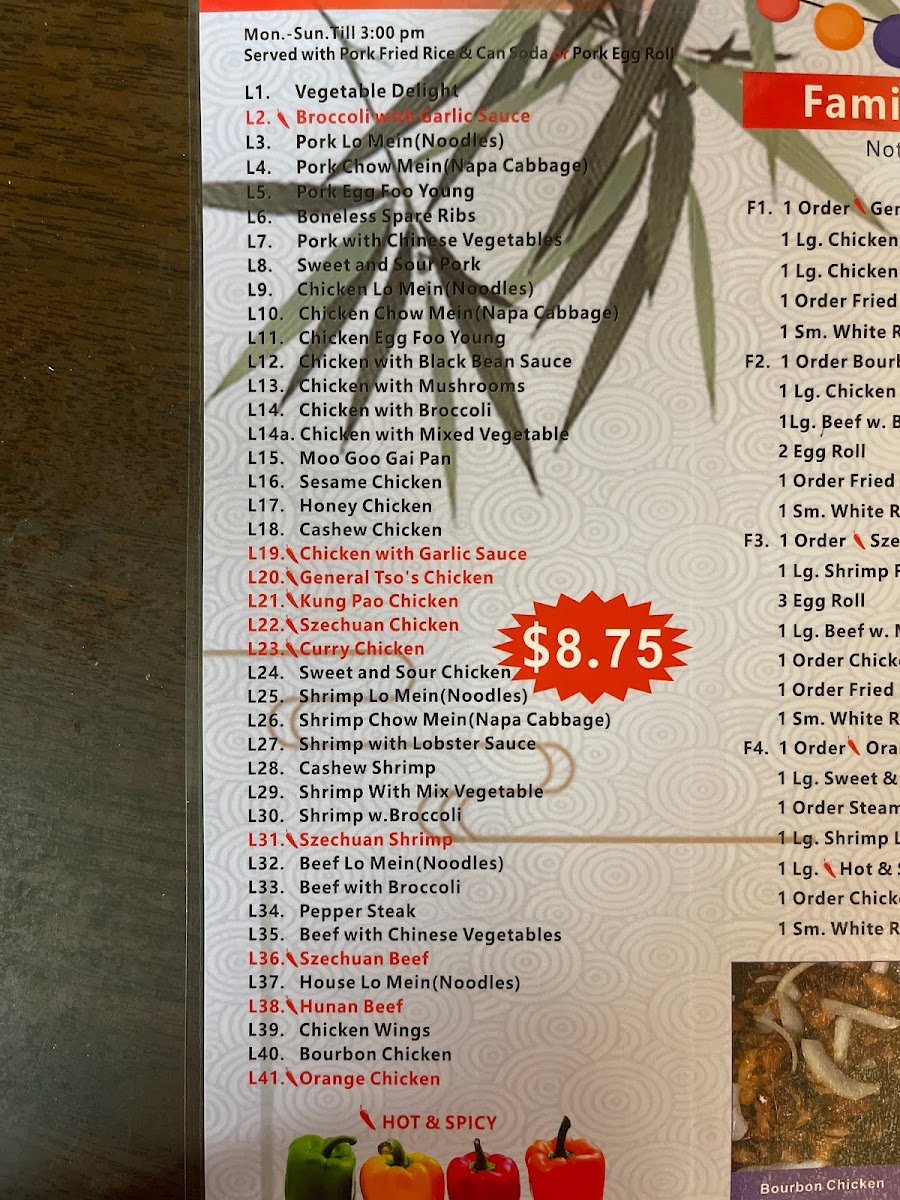 Mon.-Sun.Till 3:00 pm
Served with Pork Fried Rice & Can Soda or Pork Egg Roll
L1. Vegetable Delight
L2. Broccoli with Garlic Sauce
L3. Pork Lo Mein(Noodles)
L4. Pork Chow Mein(Napa Cabbage)
L5. Pork Egg Foo Young
L6. Boneless Spare Ribs
L7. Pork with Chinese Vegetables
L8. Sweet and Sour Pork
L9. Chicken Lo Mein(Noodles)
L10. Chicken Chow Mein(Napa Cabbage)
L11. Chicken Egg Foo Young
L12. Chicken with Black Bean Sauce
L13. Chicken with Mushrooms
L14. Chicken with Broccoli
L14a. Chicken with Mixed Vegetable
L15. Moo Goo Gai Pan
L16. Sesame Chicken
L17. Honey Chicken
L18. Cashew Chicken
L19. Chicken with Garlic Sauce
L20. General Tso's Chicken
L21. Kung Pao Chicken
L22. Szechuan Chicken
L23. Curry Chicken
L24. Sweet and Sour Chicken
L25. Shrimp Lo Mein(Noodles)
L26. Shrimp Chow Mein(Napa Cabbage)
L27. Shrimp with Lobster Sauce
L28. Cashew Shrimp
L29. Shrimp With Mix Vegetable
L30. Shrimp w.Broccoli
L31. Szechuan Shrimp
L32. Beef Lo Mein(Noodles)
L33. Beef with Broccoli
L34. Pepper Steak
L35. Beef with Chinese Vegetables
L36. Szechuan Beef
L37. House Lo Mein(Noodles)
L38. Hunan Beef
L39. Chicken Wings
L40. Bourbon Chicken
L41. Orange Chicken
$8.75
HOT & SPICY
Fami
Not
F1. 1 Order Gen
1 Lg. Chicken
1 Lg. Chicken
1 Order Fried
1 Sm. White R
F2. 1 Order Bourb
1 Lg. Chicken
1Lg. Beef w. B
2 Egg Roll
1 Order Fried
1 Sm. White R
F3. 1 Order Sze
1 Lg. Shrimp F
3 Egg Roll
1 Lg. Beef w. M
1 Order Chick
1 Order Fried
1 Sm. White R
F4. 1 Order Ora
1 Lg. Sweet &
1 Order Steam
1 Lg. Shrimp L
1 Lg. Hot & S
1 Order Chick
1 Sm. White R
Bourbon Chicken